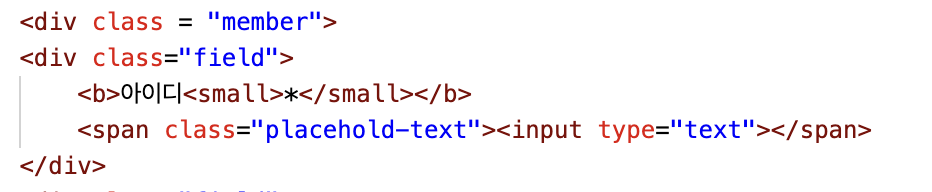 <div class = "member">
<div class="field">
<b>아이디<small>*</small></b>
<span class="placehold-text"><input type="text"></span>
</div>